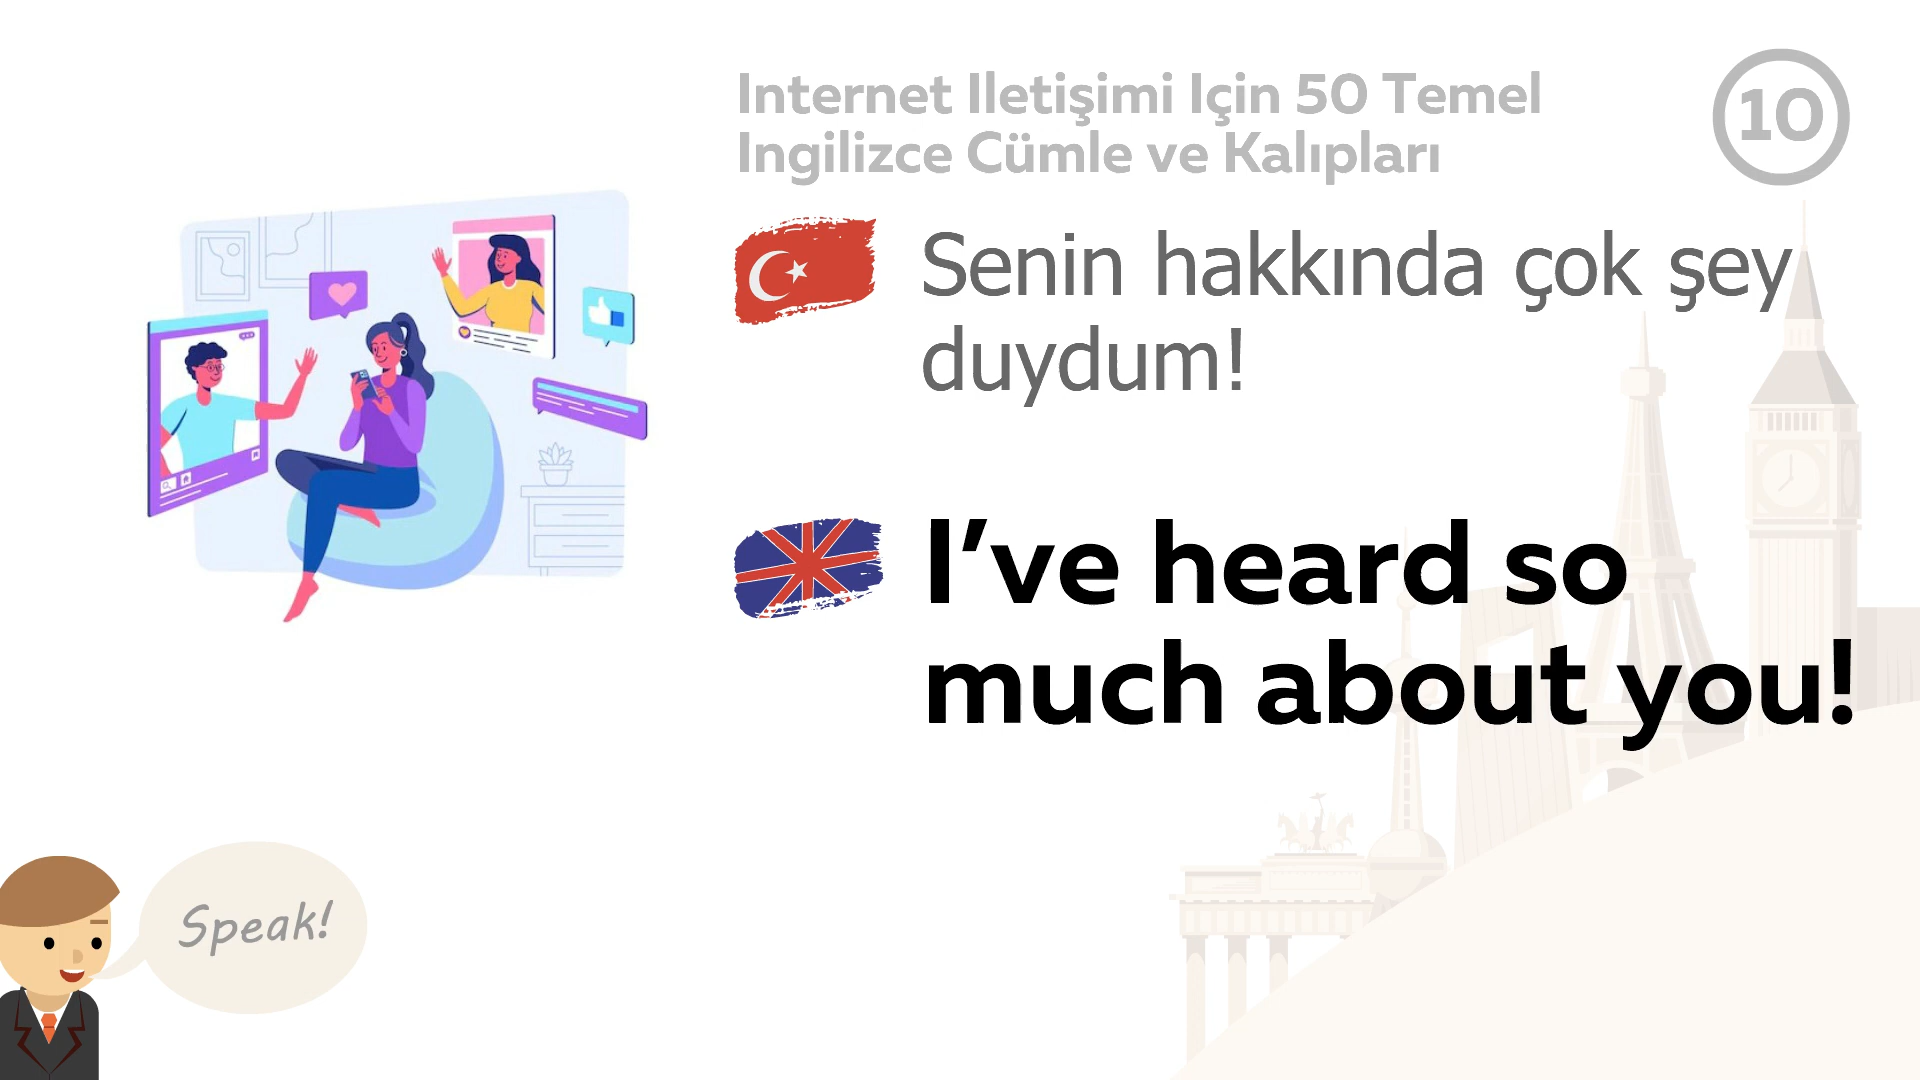 Internet Iletişimi Için 50 Temel
Ingilizce Cümle ve Kalıpları
10
Senin hakkında çok şey
duydum!
I’ve heard so
much about you!
Speak!